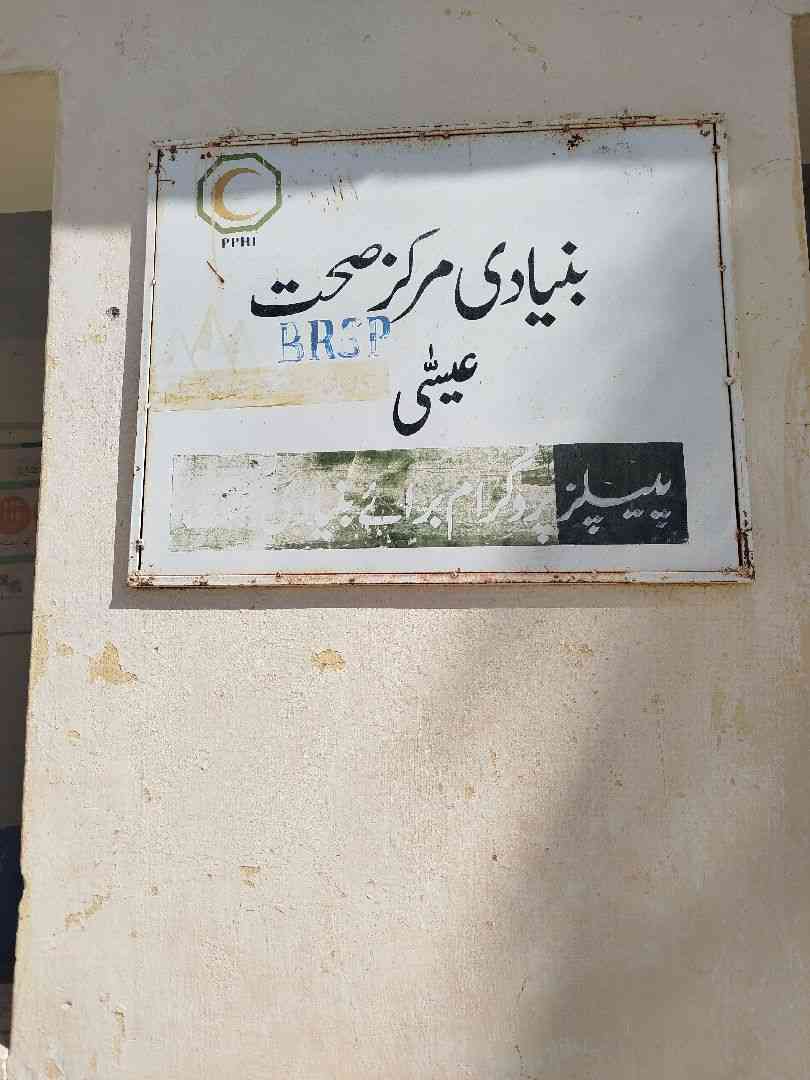 PPHI
بنیادی مرکز صحت
BRSP
عیسٰی
پیپلز پروگرام برائے